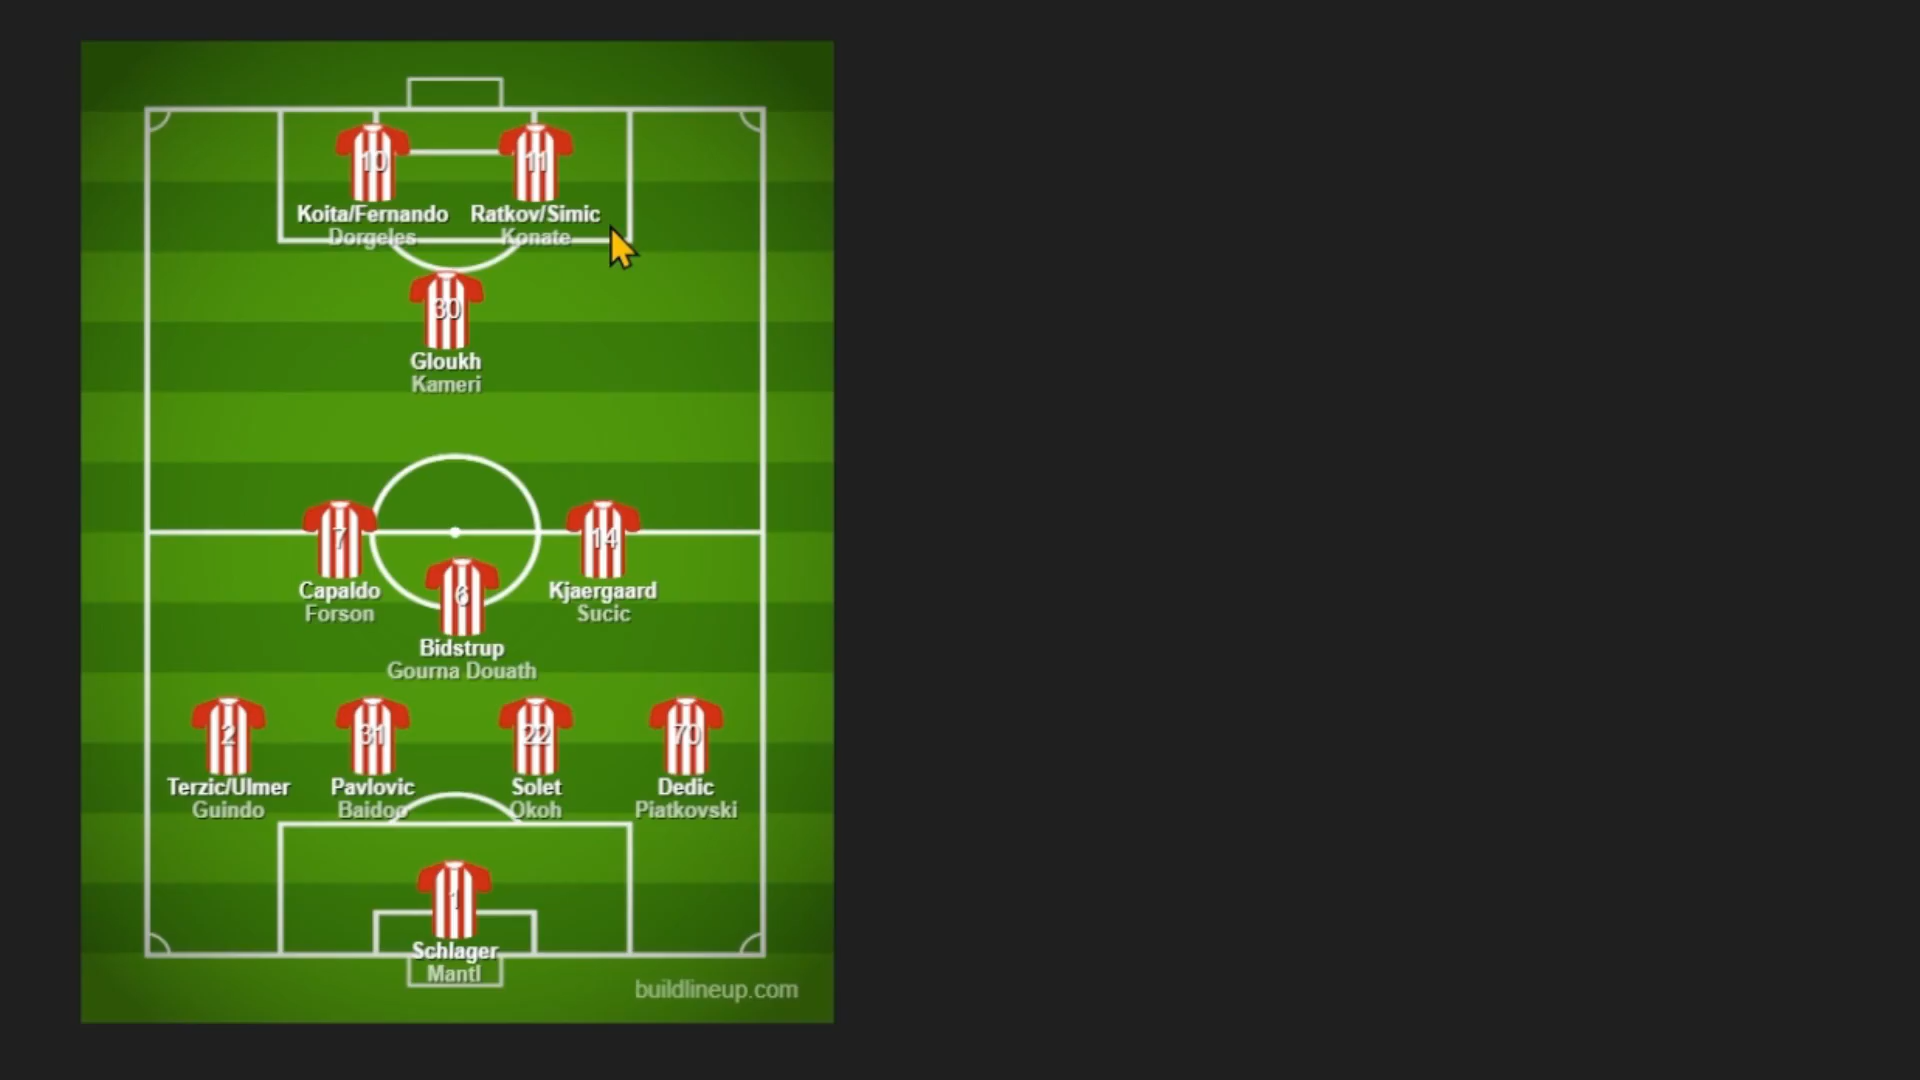 10
11
Koita/Fernando
Ratkov/Simic
Dorgeles
Konate
30
Gloukh
Kameri
7
14
Capaldo
Kjaergaard
Forson
Sucic
6
Bidstrup
Gourna Douath
2
31
22
70
Terzic/Ulmer
Pavlovic
Solet
Dedic
Guindo
Baidoo
Okoh
Piatkovski
1
Schlager
Mantl
buildlineup.com